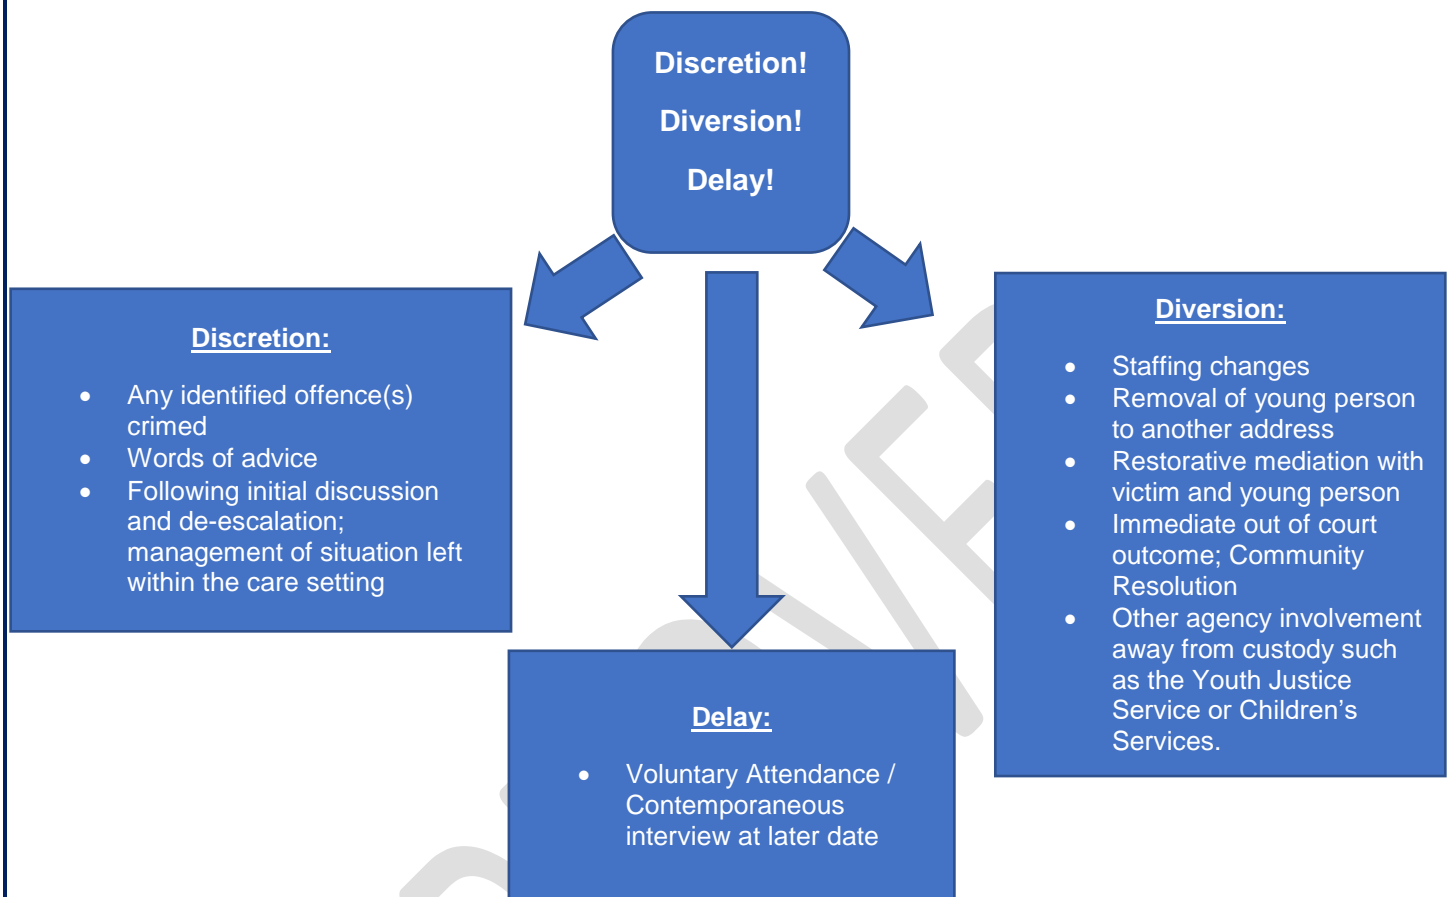 Discretion!
Diversion!
Delay!
Discretion:
• Any identified offence(s)
crimed
• Words of advice
• Following initial discussion
and de-escalation;
management of situation left
within the care setting
Diversion:
• Staffing changes
• Removal of young person
to another address
• Restorative mediation with
victim and young person
• Immediate out of court
outcome; Community
Resolution
• Other agency involvement
away from custody such
as the Youth Justice
Service or Children’s
Services.
Delay:
• Voluntary Attendance /
Contemporaneous
interview at later date